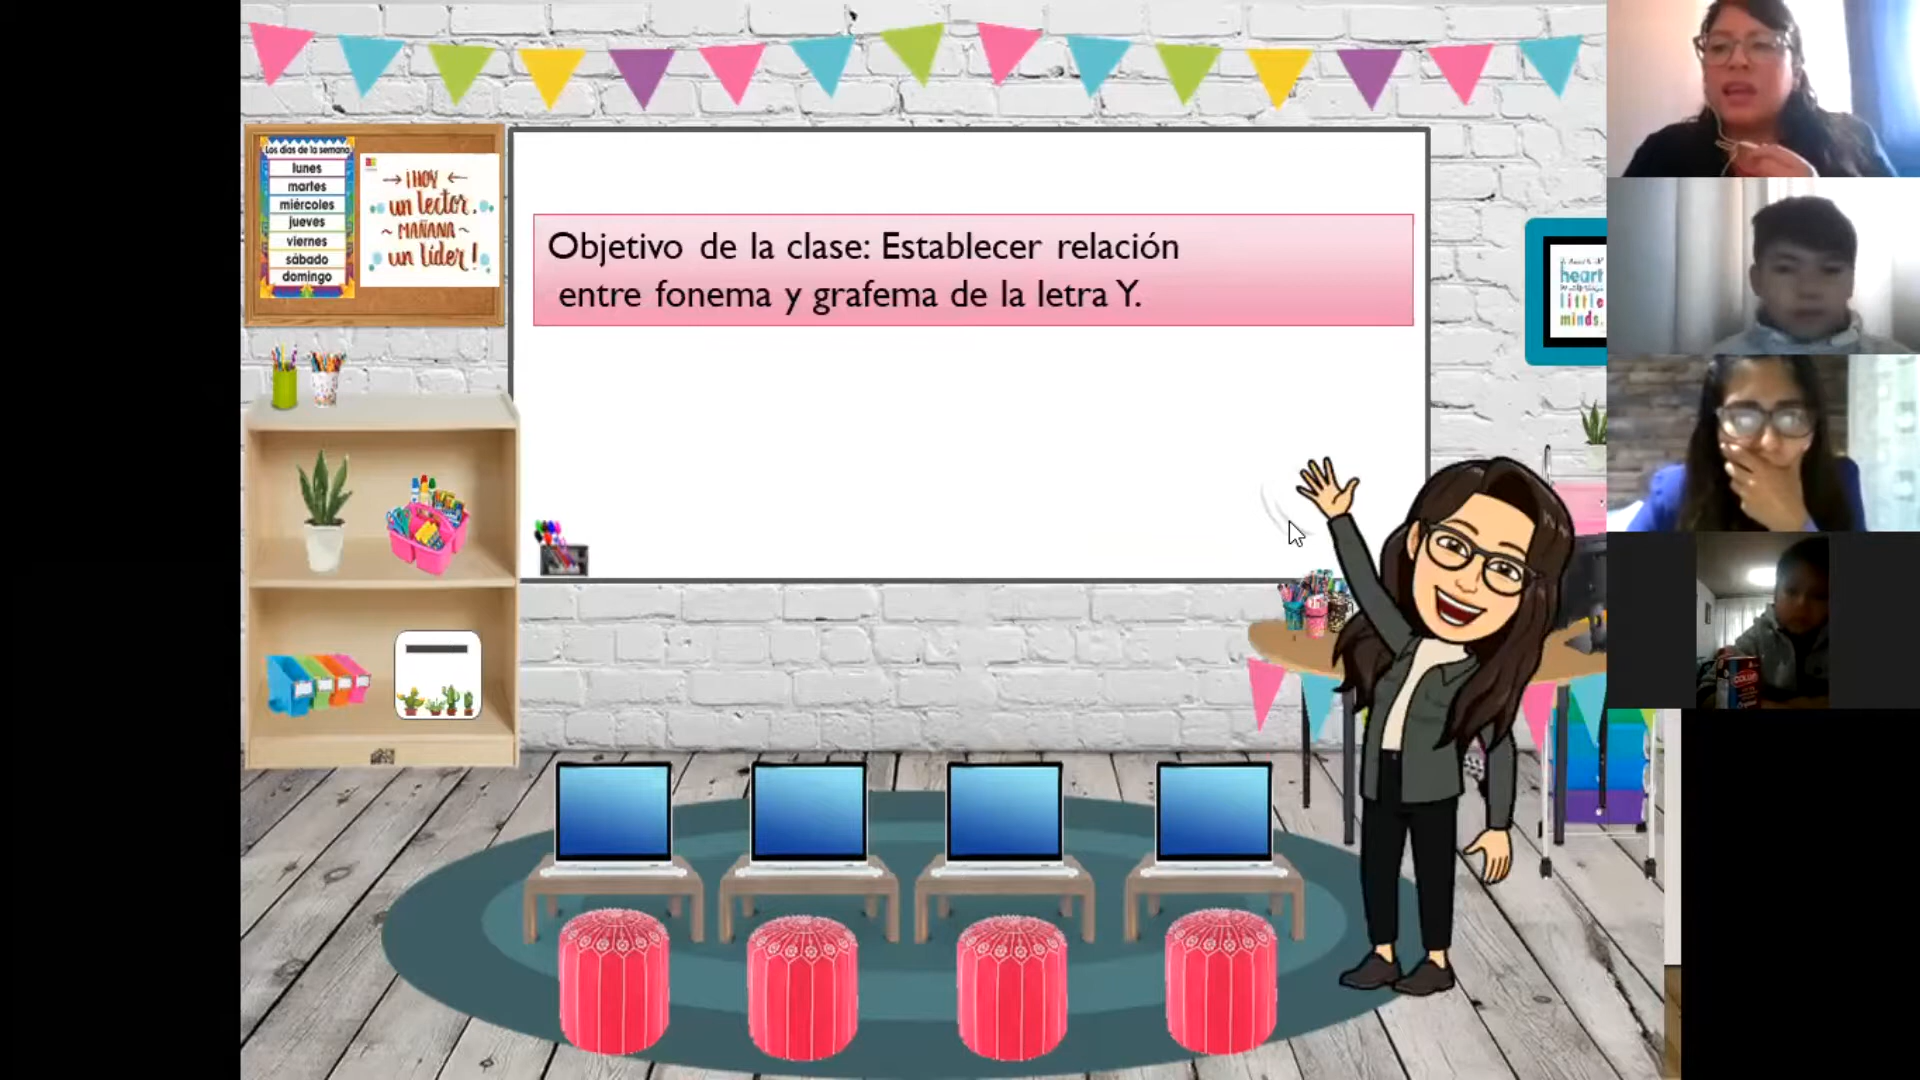 Los días de la semana
lunes
martes
miércoles
jueves
viernes
sábado
domingo
¡HOY
un lector.
MAÑANA
un líder!
Objetivo de la clase: Establecer relación
entre fonema y grafema de la letra Y.
heart
little
minds.